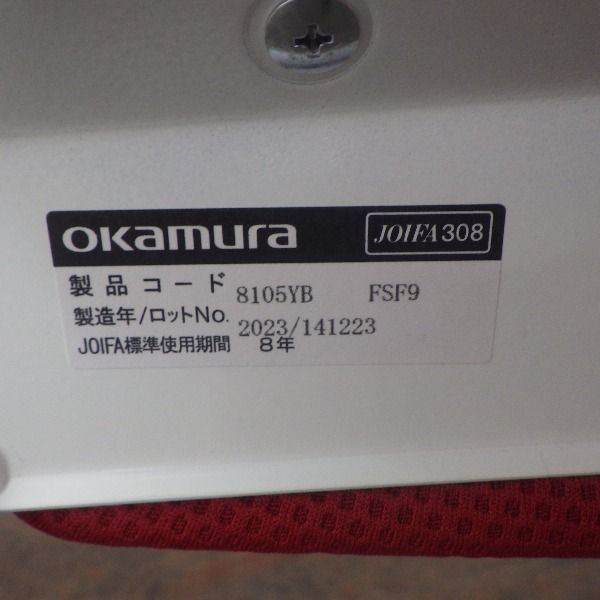 okamura JOIFA308
製品コード 8105YB FSF9
製造年/ロットNo. 2023/141223
JOIFA標準使用期間 8年